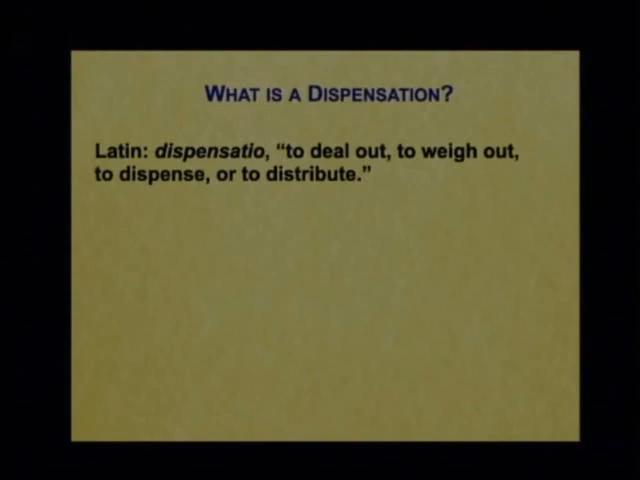 WHAT IS A DISPENSATION?
Latin: dispensatio, “to deal out, to weigh out,
to dispense, or to distribute.”